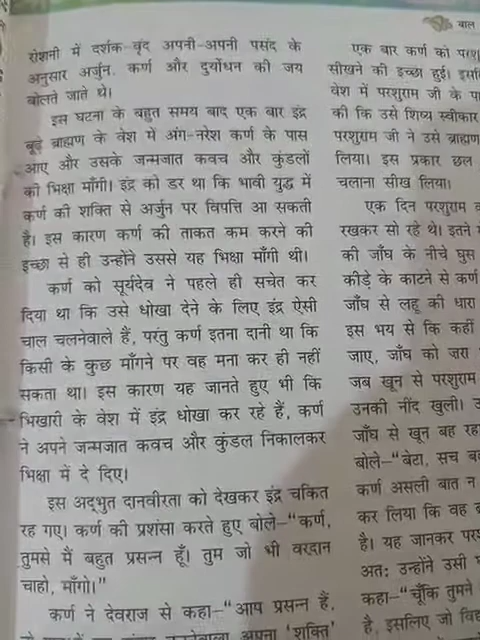 बाल
रोशनी में दर्शक-वृंद अपनी-अपनी पसंद के
अनुसार अर्जुन, कर्ण और दुर्योधन की जय
बोलते जाते थे।
इस घटना के बहुत समय बाद एक बार इंद्र
बूढ़े ब्राह्मण के वेश में अंग-नरेश कर्ण के पास
आए और उसके जन्मजात कवच और कुंडलों
की भिक्षा माँगी। इंद्र को डर था कि भावी युद्ध में
कर्ण की शक्ति से अर्जुन पर विपत्ति आ सकती
है। इस कारण कर्ण की ताकत कम करने की
इच्छा से ही उन्होंने उससे यह भिक्षा माँगी थी।
कर्ण को सूर्यदेव ने पहले ही सचेत कर
दिया था कि उसे धोखा देने के लिए इंद्र ऐसी
चाल चलनेवाले हैं, परंतु कर्ण इतना दानी था कि
किसी के कुछ माँगने पर वह मना कर ही नहीं
सकता था। इस कारण यह जानते हुए भी कि
भिखारी के वेश में इंद्र धोखा कर रहे हैं, कर्ण
ने अपने जन्मजात कवच और कुंडल निकालकर
भिक्षा में दे दिए।
इस अद्भुत दानवीरता को देखकर इंद्र चकित
रह गए। कर्ण की प्रशंसा करते हुए बोले–“कर्ण,
तुमसे मैं बहुत प्रसन्न हूँ। तुम जो भी वरदान
चाहो, माँगो।”
कर्ण ने देवराज से कहा–“आप प्रसन्न हैं,
अपना ‘शक्ति’
एक बार कर्ण को
सीखने की इच्छा हुई।
वेश में परशुराम जी के
की कि उसे शिष्य स्वीकार
परशुराम जी ने उसे ब्राह्मण
लिया। इस प्रकार छल
चलाना सीख लिया।
एक दिन परशुराम
रखकर सो रहे थे। इतने
की जाँघ के नीचे घुस
कीड़े के काटने से कर्ण
जाँघ से लहू की धारा
इस भय से कि कहीं
जाए, जाँघ को ज़रा
जब खून से परशुराम
उनकी नींद खुली।
जाँघ से खून बह
बोले–“बेटा, सच
कर्ण असली बात न
कर लिया कि वह
है। यह जानकर
अतः उन्होंने उसी
कहा–“चूँकि तुमने
है, इसलिए जो